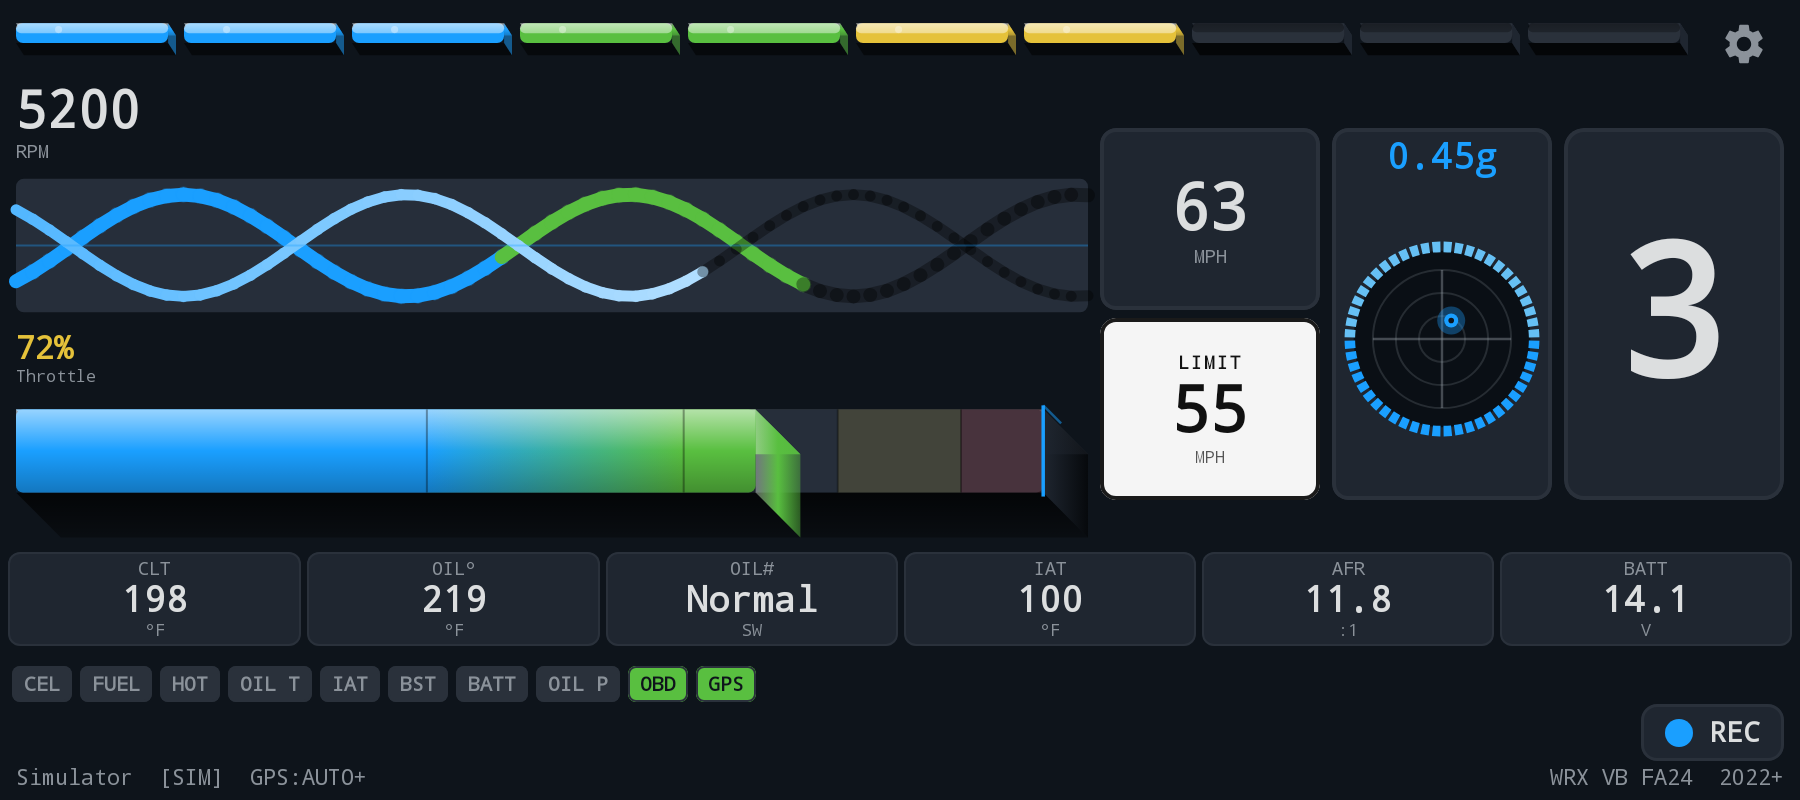 5200
RPM
0.45g
63
MPH
3
72%
Throttle
LIMIT
55
MPH
CLT
198
°F
OIL°
219
°F
OIL#
Normal
SW
IAT
100
°F
AFR
11.8
:1
BATT
14.1
V
CEL FUEL HOT OIL T IAT BST BATT OIL P OBD GPS
REC
Simulator [SIM] GPS:AUTO+
WRX VB FA24 2022+